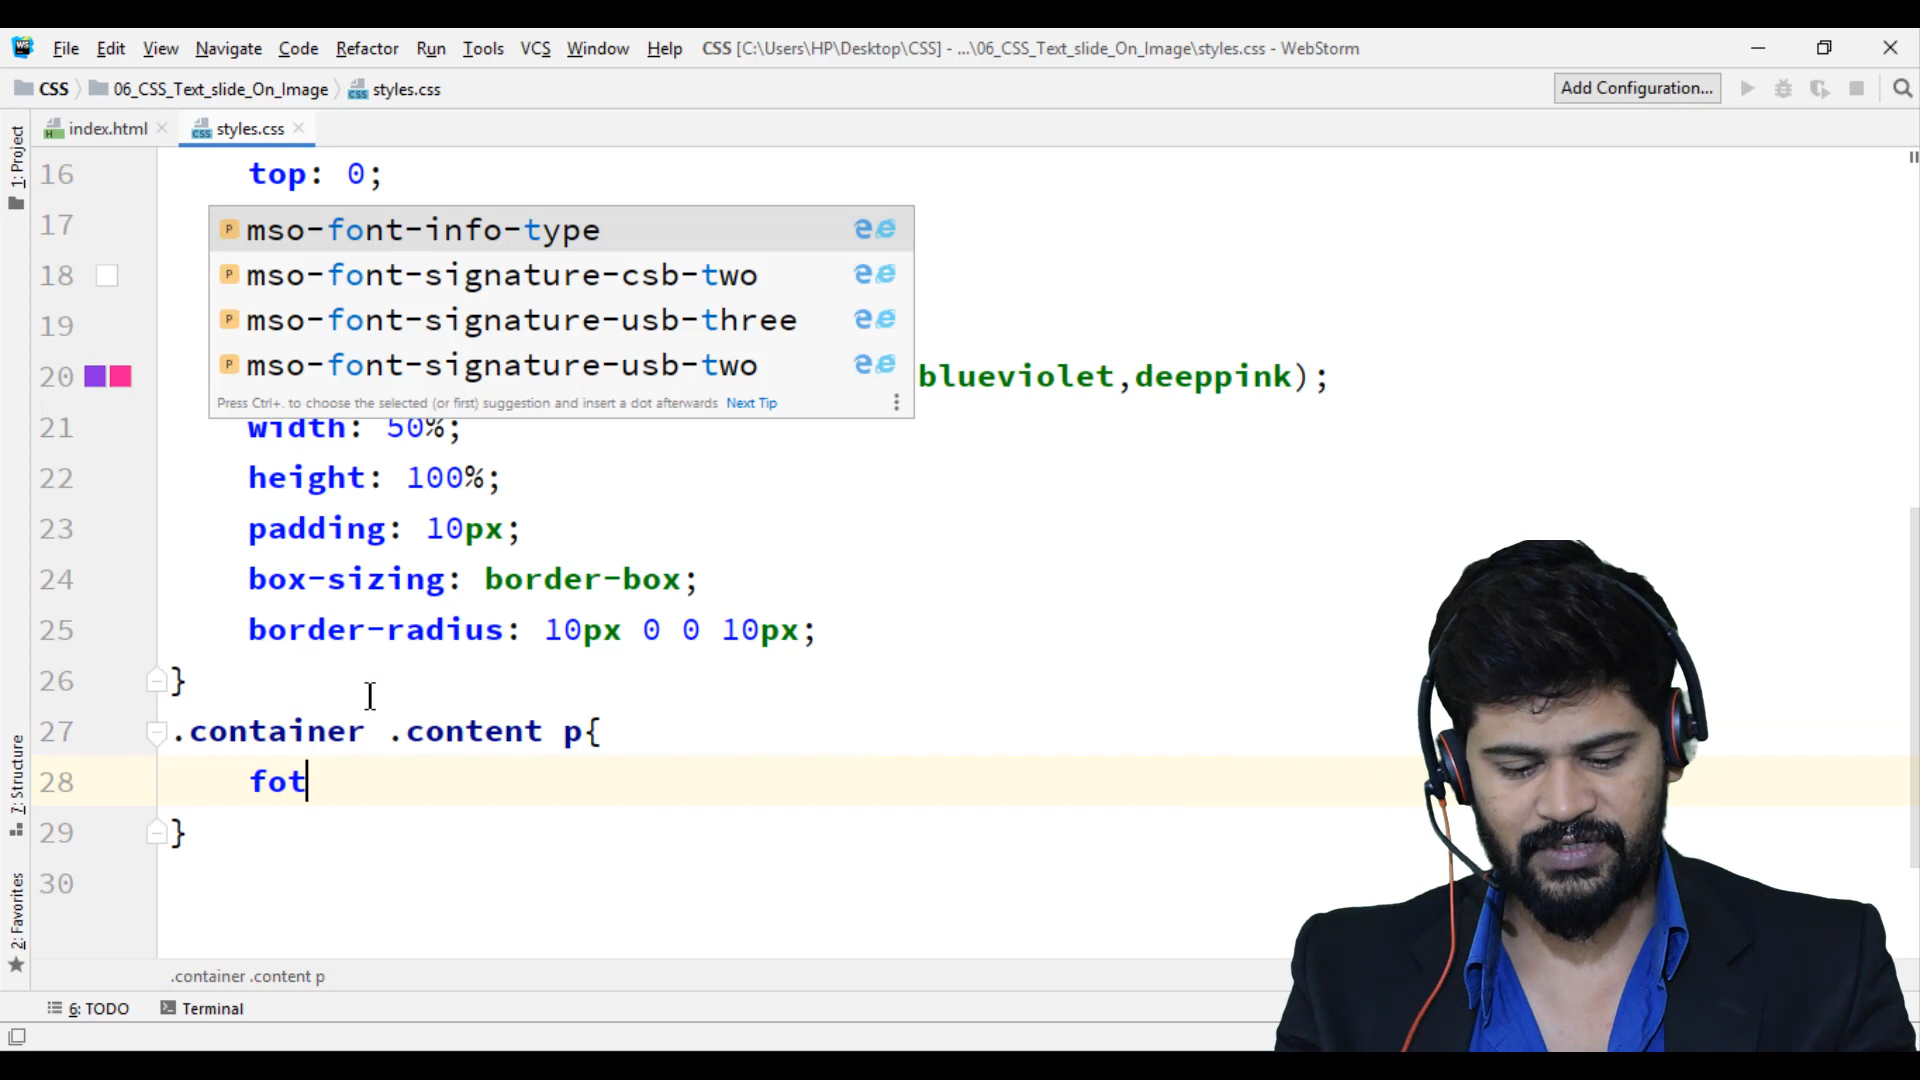 File Edit View Navigate Code Refactor Run Tools VCS Window Help CSS [C:\Users\HP\Desktop\CSS] - ...\06_CSS_Text_slide_On_Image\styles.css - WebStorm
CSS 06_CSS_Text_slide_On_Image styles.css Add Configuration...
index.html styles.css
1: Project
7: Structure
2: Favorites
16 top: 0;
17
18
19
20 blueviolet,deeppink);
mso-font-info-type
mso-font-signature-csb-two
mso-font-signature-usb-three
mso-font-signature-usb-two
Press Ctrl+. to choose the selected (or first) suggestion and insert a dot afterwards Next Tip
21 width: 50%;
22 height: 100%;
23 padding: 10px;
24 box-sizing: border-box;
25 border-radius: 10px 0 0 10px;
26 }
27 .container .content p{
28 fot
29 }
30
.container .content p
6: TODO Terminal